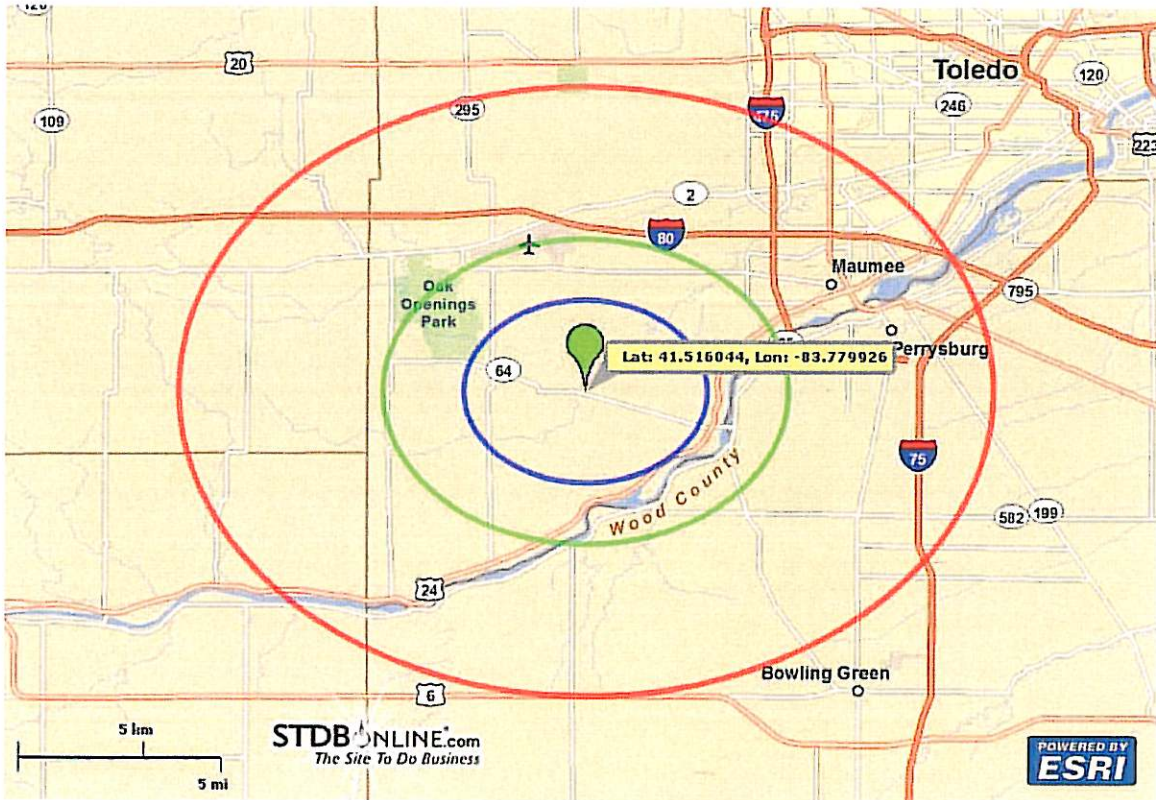 20
Toledo
120
109
295
246
223
2
80
Maumee
795
Oak
Openings
Park
Perrysburg
Lat: 41.516044, Lon: -83.779926
64
75
Wood County
582
199
24
Bowling Green
6
5 km
STDBONLINE.com
The Site To Do Business
5 mi
POWERED BY
ESRI